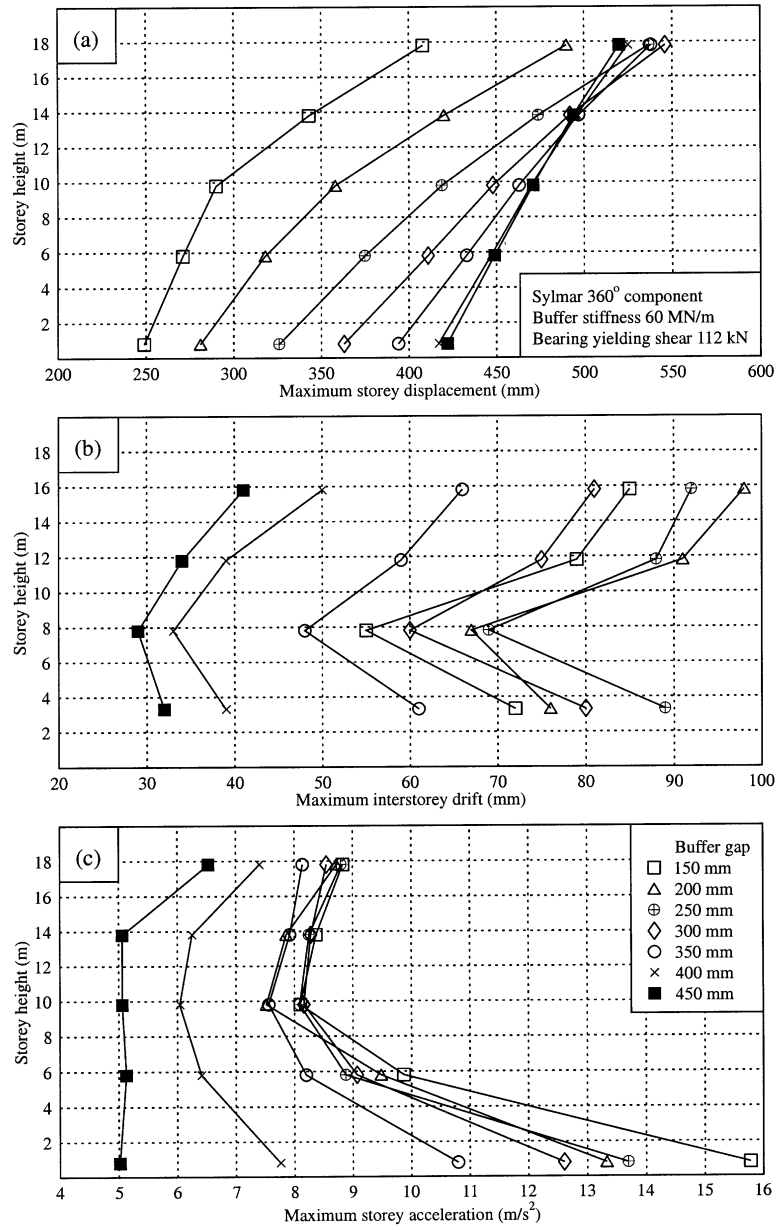 (a)
18
16
14
12
10
8
6
4
2
Storey height (m)
Sylmar 360° component
Buffer stiffness 60 MN/m
Bearing yielding shear 112 kN
200 250 300 350 400 450 500 550 600
Maximum storey displacement (mm)
(b)
18
16
14
12
10
8
6
4
2
Storey height (m)
20 30 40 50 60 70 80 90 100
Maximum interstorey drift (mm)
(c)
18
16
14
12
10
8
6
4
2
Storey height (m)
Buffer gap
150 mm
200 mm
250 mm
300 mm
350 mm
400 mm
450 mm
4 5 6 7 8 9 10 11 12 13 14 15 16
Maximum storey acceleration (m/s²)